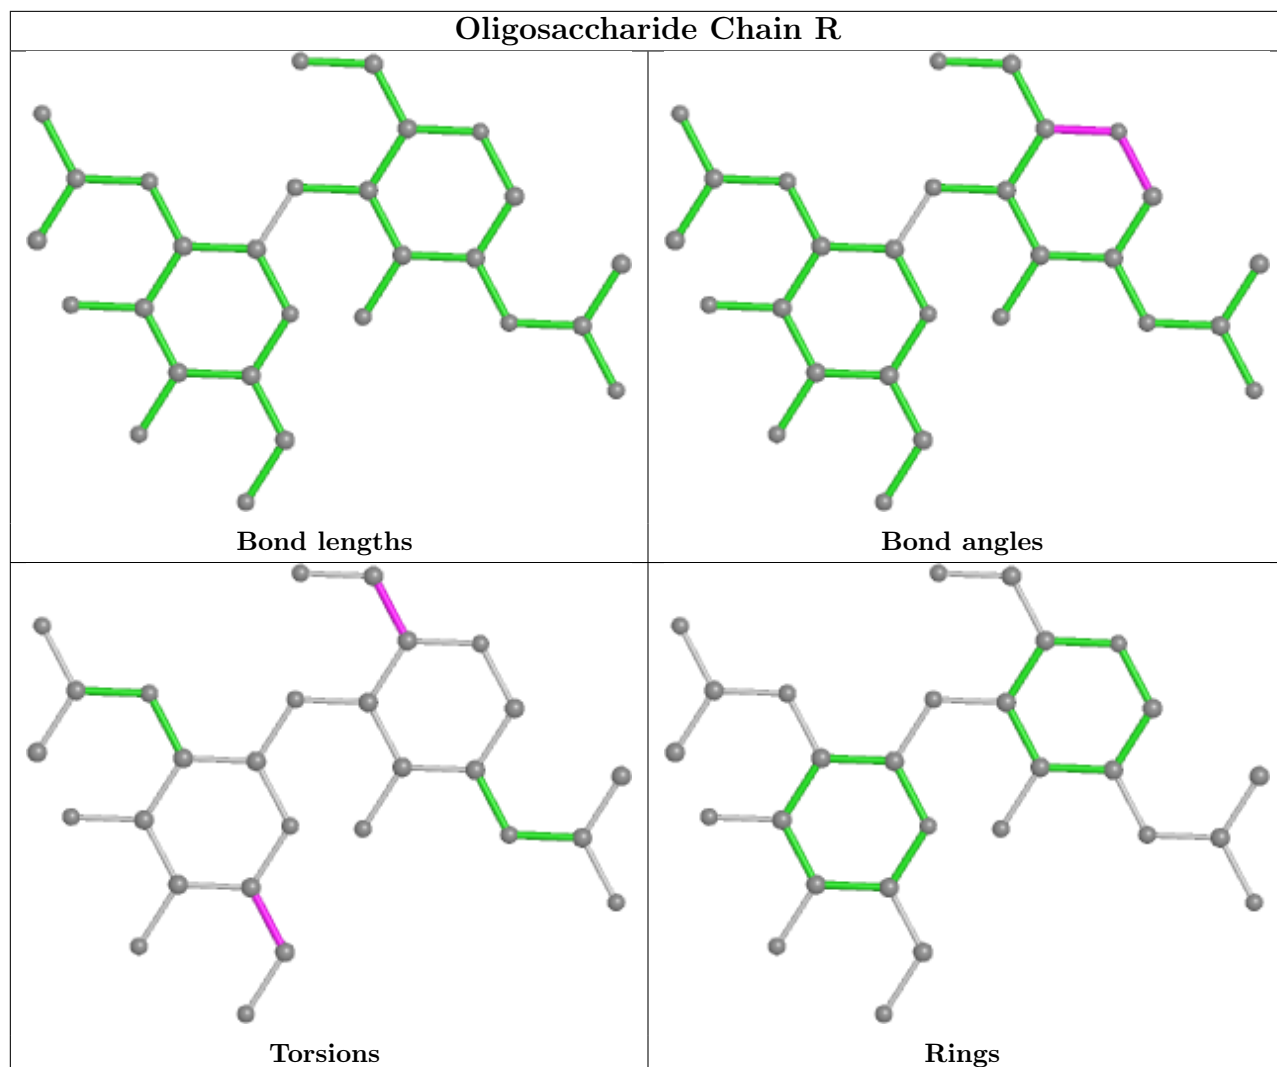 Oligosaccharide Chain R
Bond lengths
Bond angles
Torsions
Rings